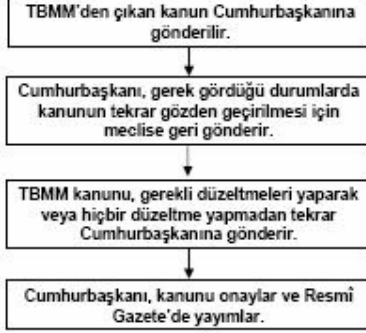 TBMM'den çıkan kanun Cumhurbaşkanına
gönderilir.
Cumhurbaşkanı, gerek gördüğü durumlarda
kanunun tekrar gözden geçirilmesi için
meclise geri gönderir.
TBMM kanunu, gerekli düzeltmeleri yaparak
veya hiçbir düzeltme yapmadan tekrar
Cumhurbaşkanına gönderir.
Cumhurbaşkanı, kanunu onaylar ve Resmî
Gazete'de yayımlar.